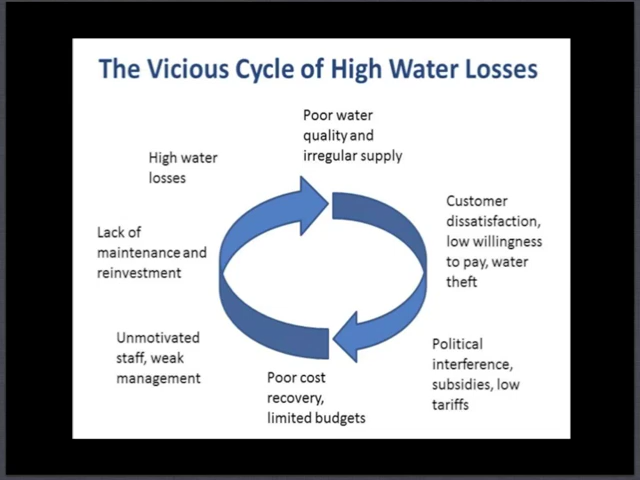 The Vicious Cycle of High Water Losses
Poor water
quality and
irregular supply
Customer
dissatisfaction,
low willingness
to pay, water
theft
Political
interference,
subsidies, low
tariffs
Poor cost
recovery,
limited budgets
Unmotivated
staff, weak
management
Lack of
maintenance and
reinvestment
High water
losses